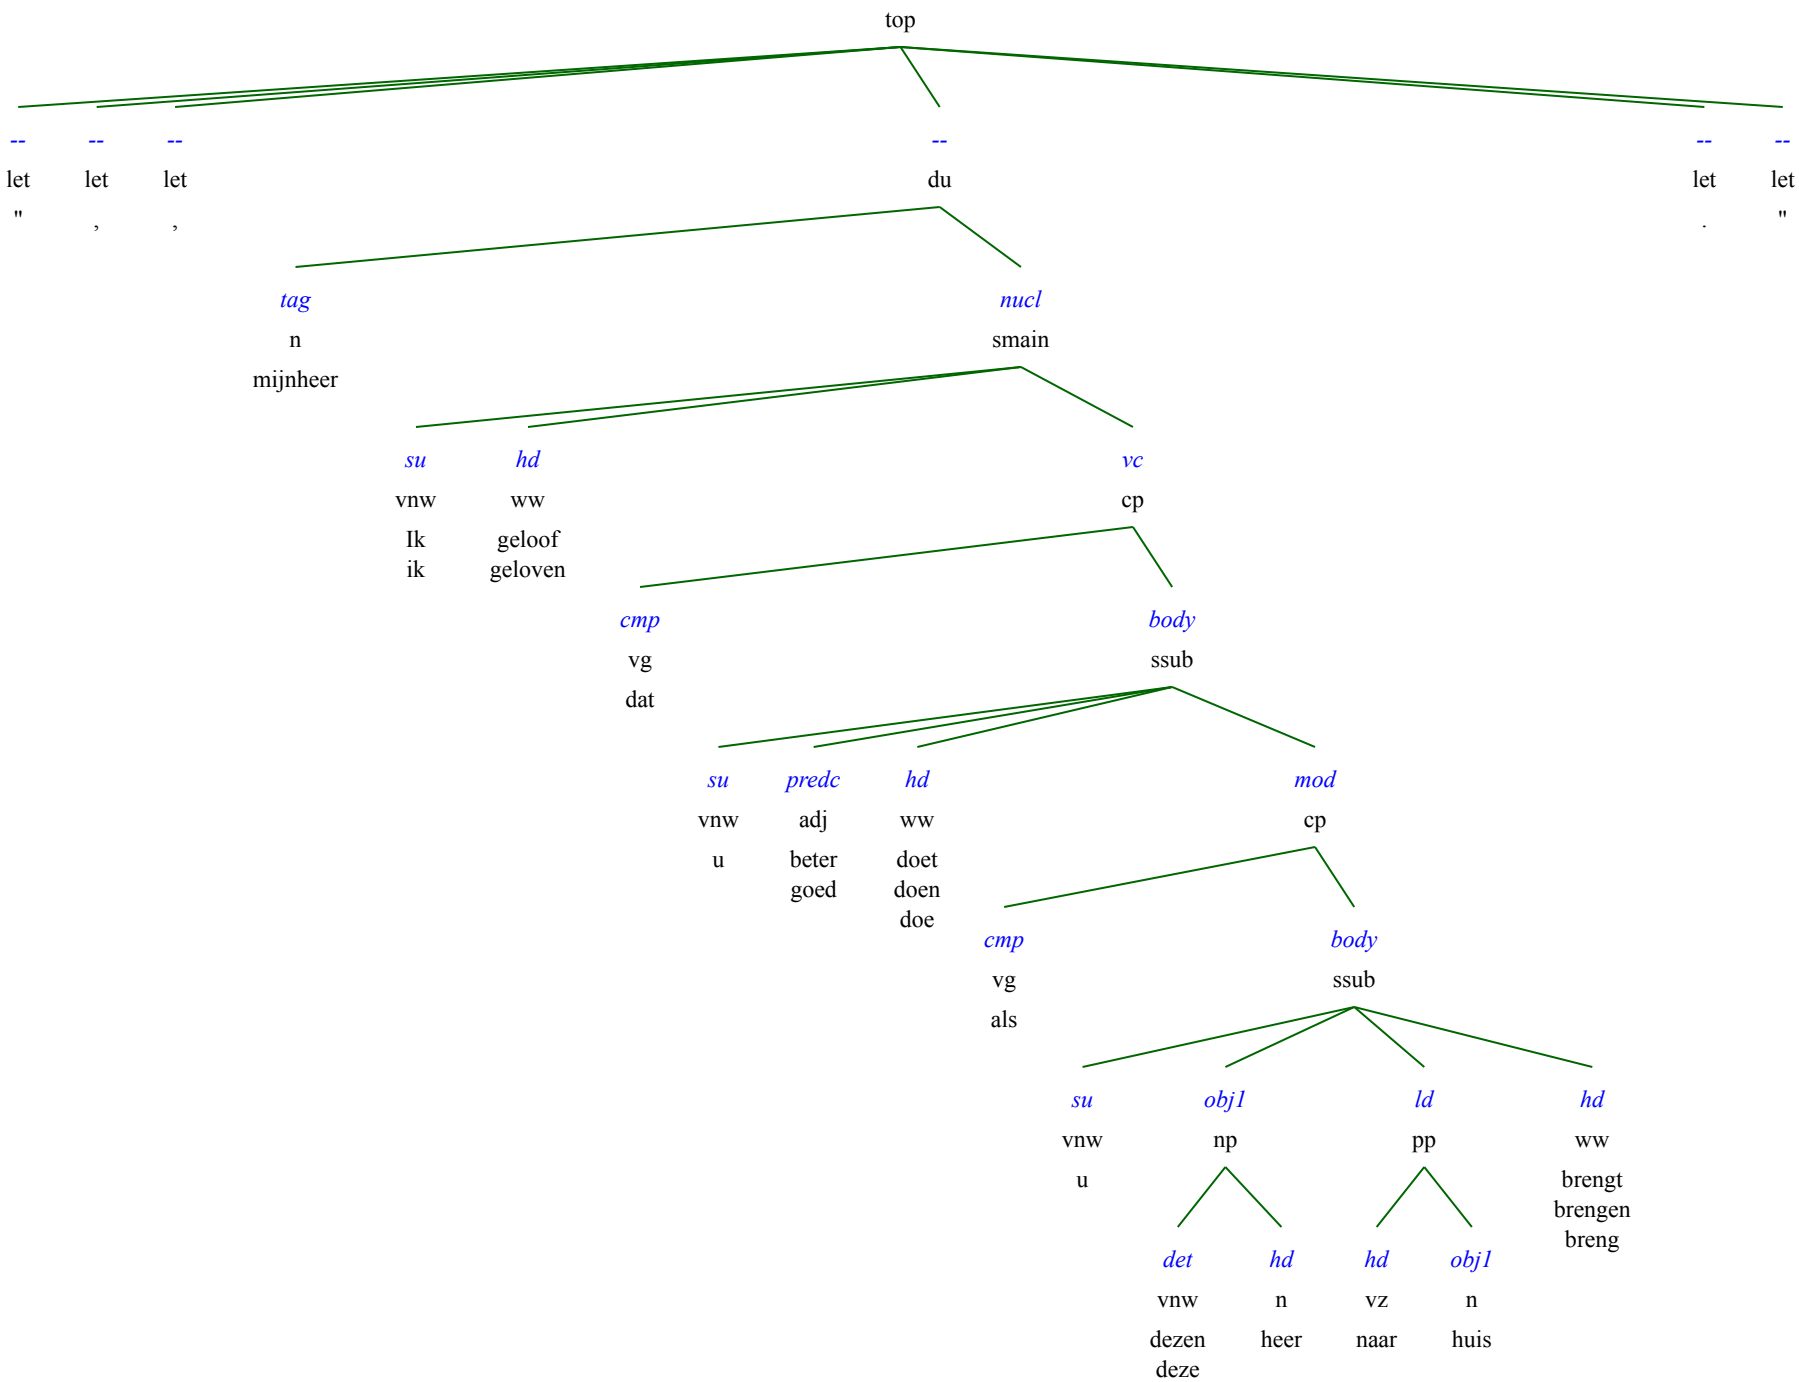 top
-- -- -- -- -- --
let let let du let let
" , , . "
tag nucl
n smain
mijnheer
su hd vc
vnw ww cp
Ik geloof
ik geloven
cmp body
vg ssub
dat
su predc hd mod
vnw adj ww cp
u beter doet
goed doen
doe
cmp body
vg ssub
als
su obj1 ld hd
vnw np pp ww
u brengt
brengen
breng
det hd hd obj1
vnw n vz n
dezen heer naar huis
deze